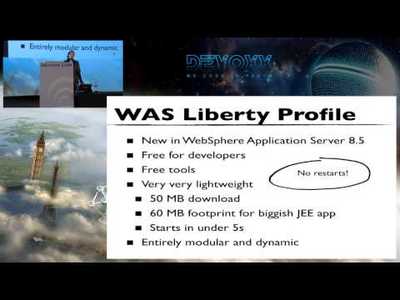 Entirely modular and dynamic
DEVOXX
WAS Liberty Profile
New in WebSphere Application Server 8.5
Free for developers
Free tools
Very very lightweight
50 MB download
60 MB footprint for biggish JEE app
Starts in under 5s
Entirely modular and dynamic
No restarts!